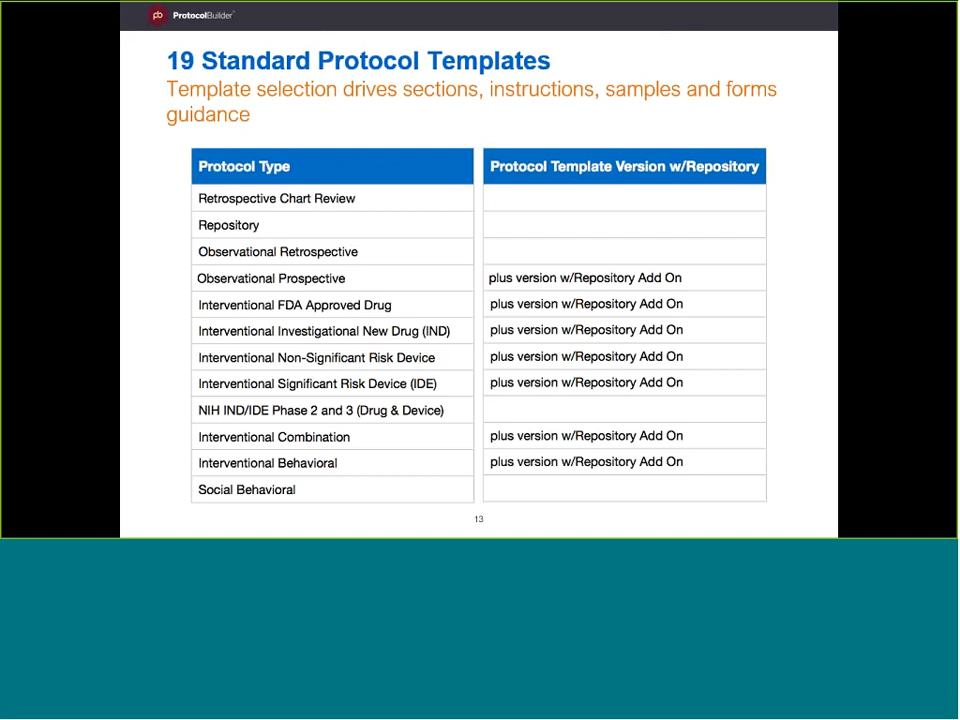 ProtocolBuilder
19 Standard Protocol Templates
Template selection drives sections, instructions, samples and forms
guidance
Protocol Type
Protocol Template Version w/Repository
Retrospective Chart Review
Repository
Observational Retrospective
Observational Prospective
plus version w/Repository Add On
Interventional FDA Approved Drug
plus version w/Repository Add On
Interventional Investigational New Drug (IND)
plus version w/Repository Add On
Interventional Non-Significant Risk Device
plus version w/Repository Add On
Interventional Significant Risk Device (IDE)
plus version w/Repository Add On
NIH IND/IDE Phase 2 and 3 (Drug & Device)
Interventional Combination
plus version w/Repository Add On
Interventional Behavioral
plus version w/Repository Add On
Social Behavioral
13